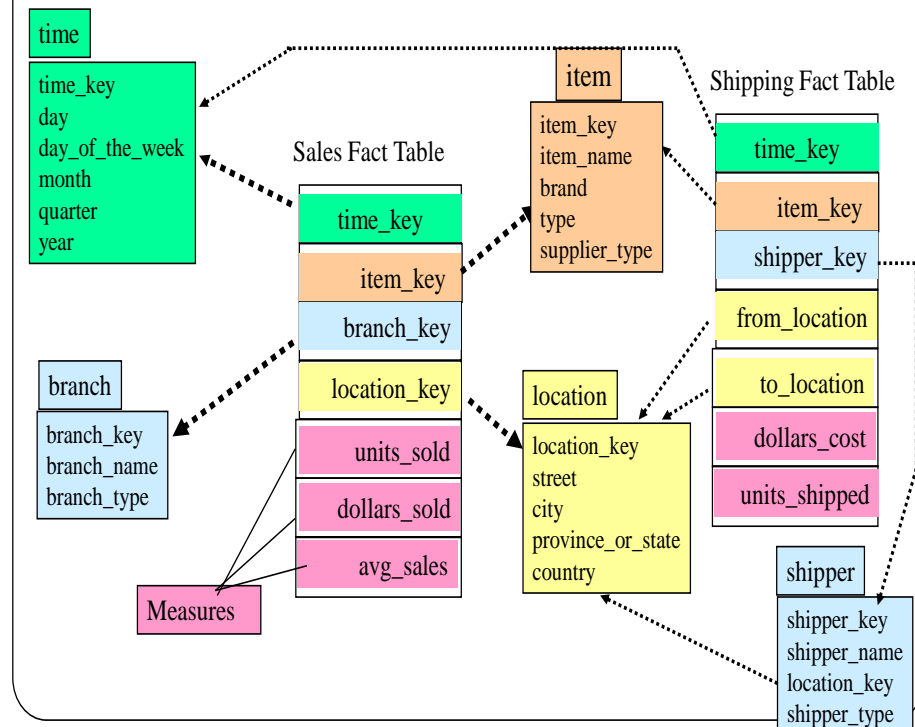 time
time_key
day
day_of_the_week
month
quarter
year
Sales Fact Table
time_key
item_key
branch_key
location_key
units_sold
dollars_sold
avg_sales
Measures
branch
branch_key
branch_name
branch_type
item
item_key
item_name
brand
type
supplier_type
location
location_key
street
city
province_or_state
country
Shipping Fact Table
time_key
item_key
shipper_key
from_location
to_location
dollars_cost
units_shipped
shipper
shipper_key
shipper_name
location_key
shipper_type